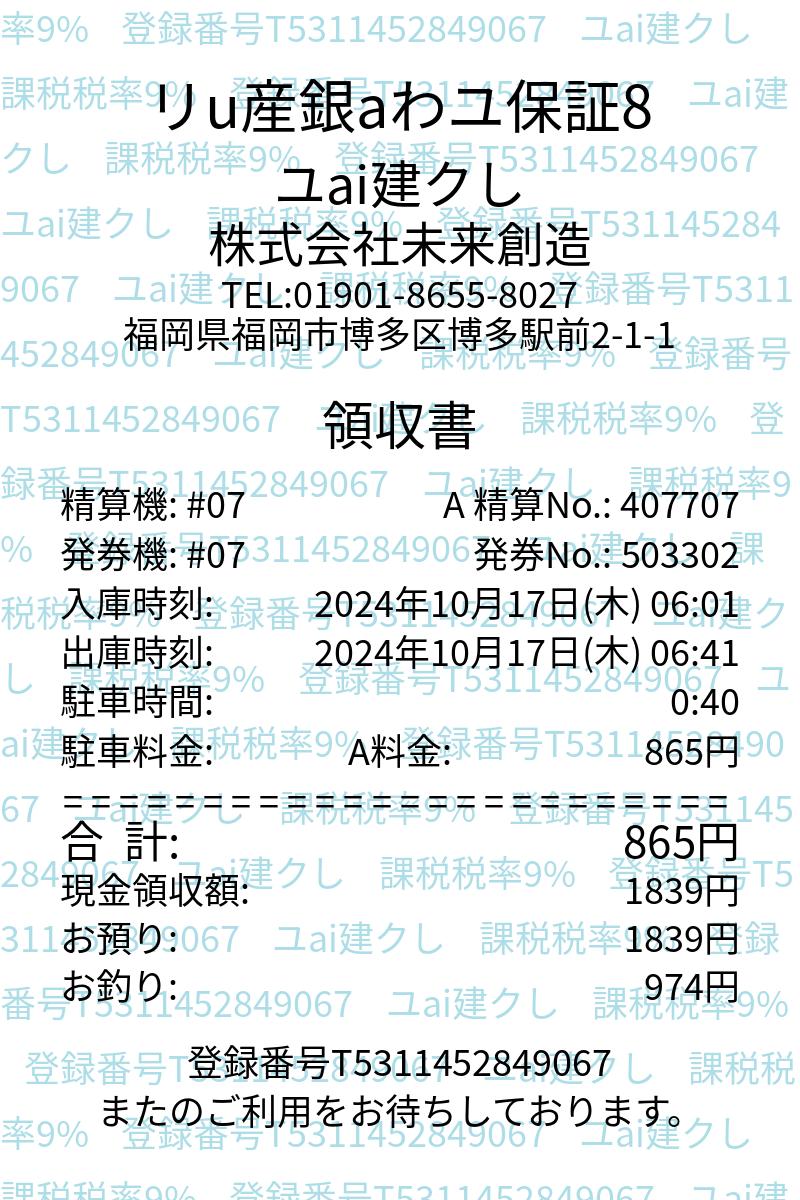 リu産銀aわユ保証8
ユai建クし
株式会社未来創造
TEL:01901-8655-8027
福岡県福岡市博多区博多駅前2-1-1
領収書
精算機: #07 A 精算No.: 407707
発券機: #07 発券No.: 503302
入庫時刻: 2024年10月17日(木) 06:01
出庫時刻: 2024年10月17日(木) 06:41
駐車時間: 0:40
駐車料金: A料金: 865円
========================
合 計: 865円
現金領収額: 1839円
お預り: 1839円
お釣り: 974円
登録番号T5311452849067
またのご利用をお待ちしております。